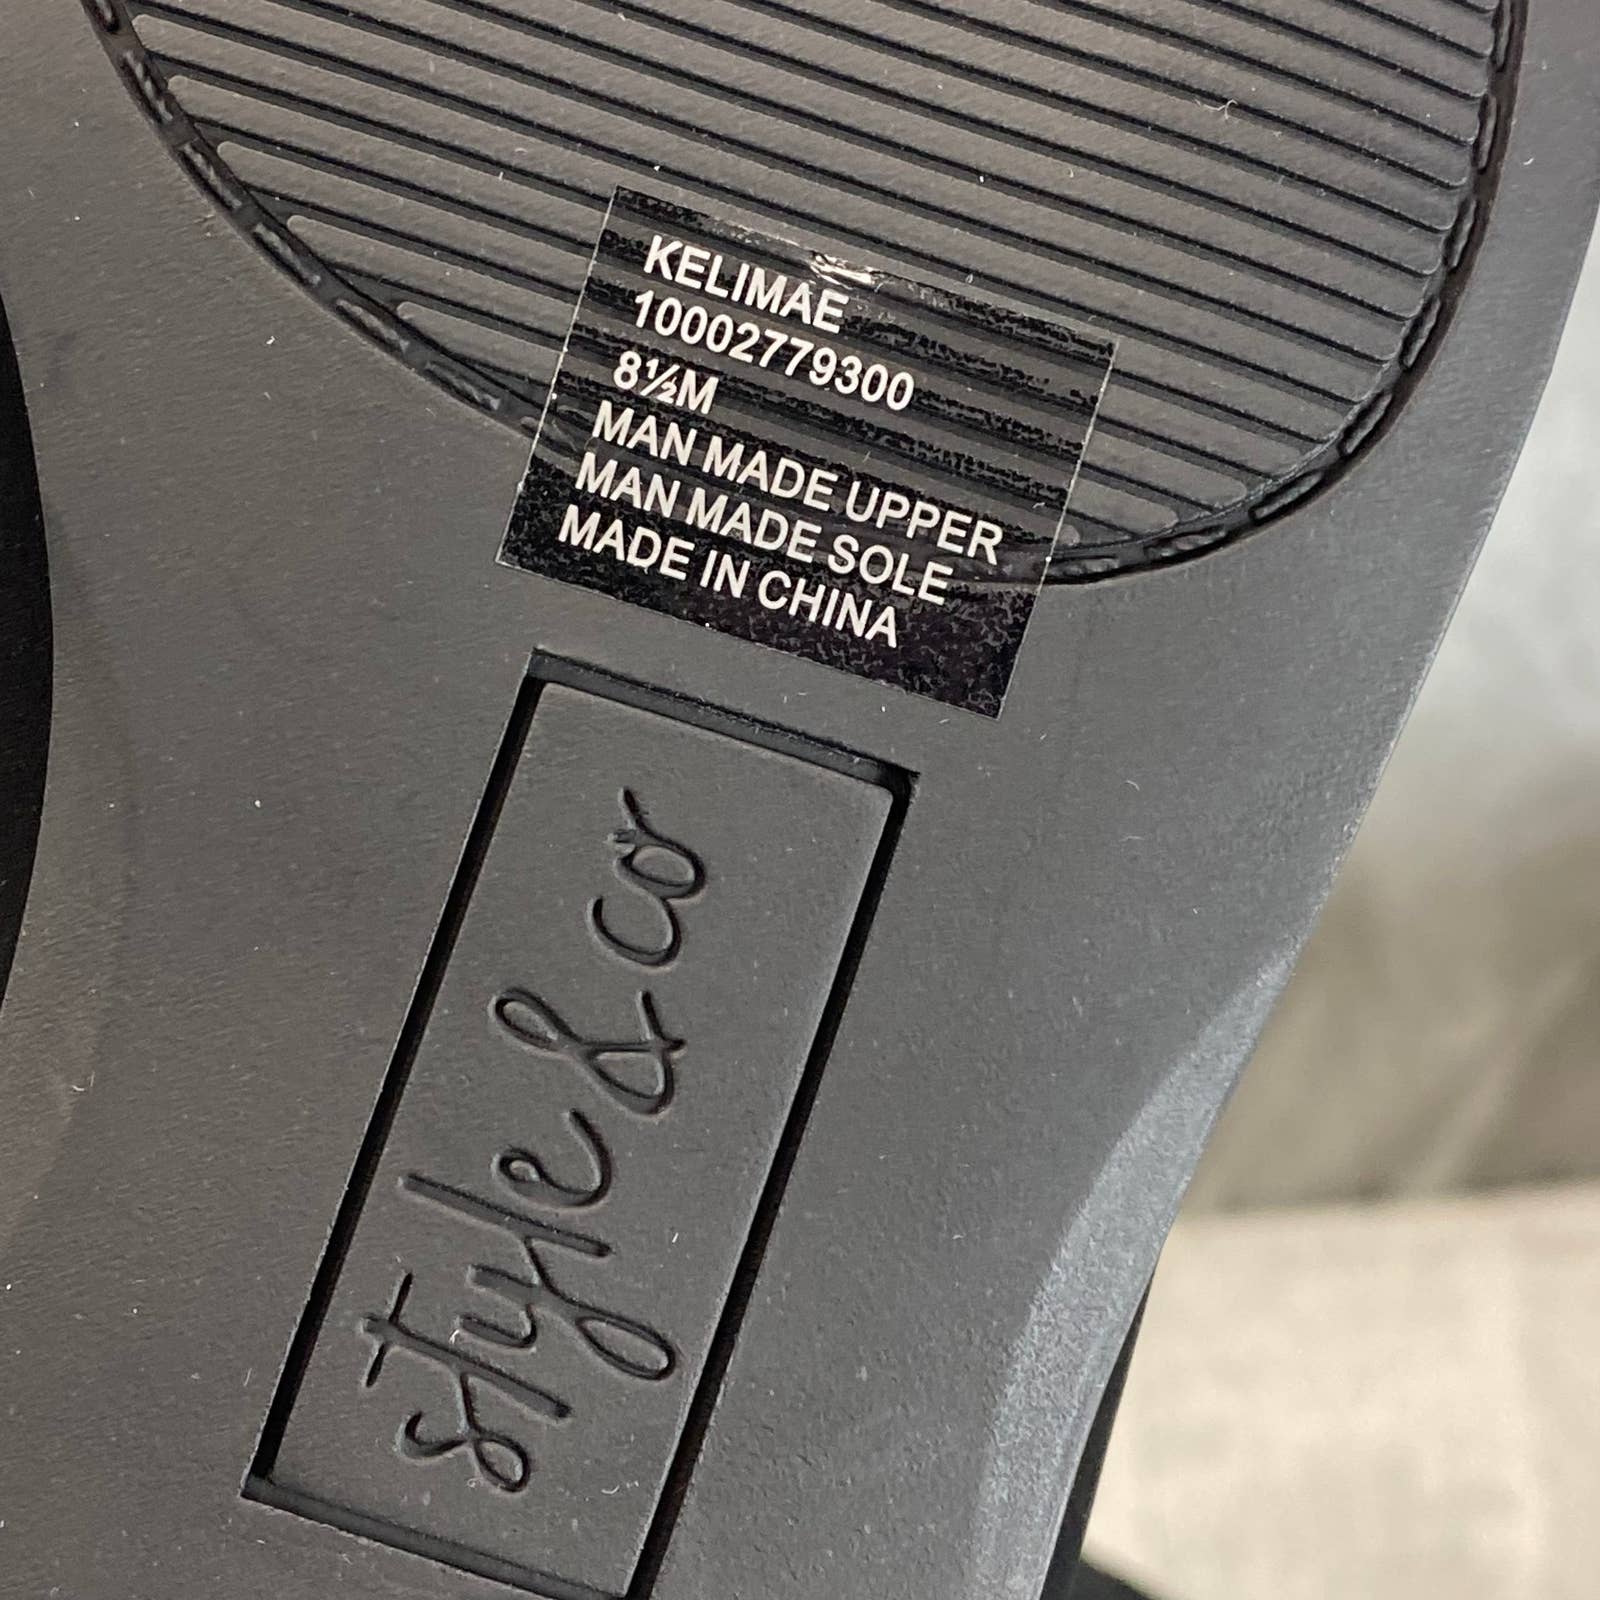 KELIMAE
10002779300
8½M
MAN MADE UPPER
MAN MADE SOLE
MADE IN CHINA
style & co